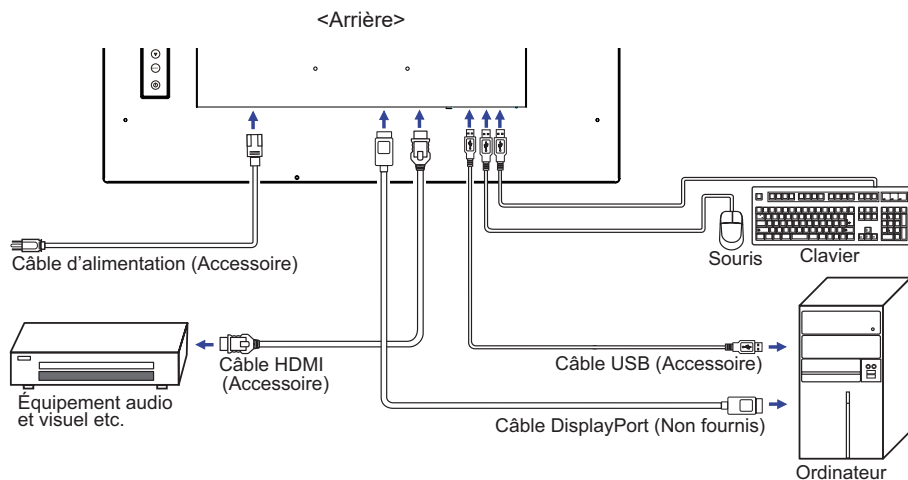 <Arrière>
Câble d'alimentation (Accessoire)
Souris
Clavier
Câble HDMI
(Accessoire)
Câble USB (Accessoire)
Équipement audio
et visuel etc.
Câble DisplayPort (Non fournis)
Ordinateur